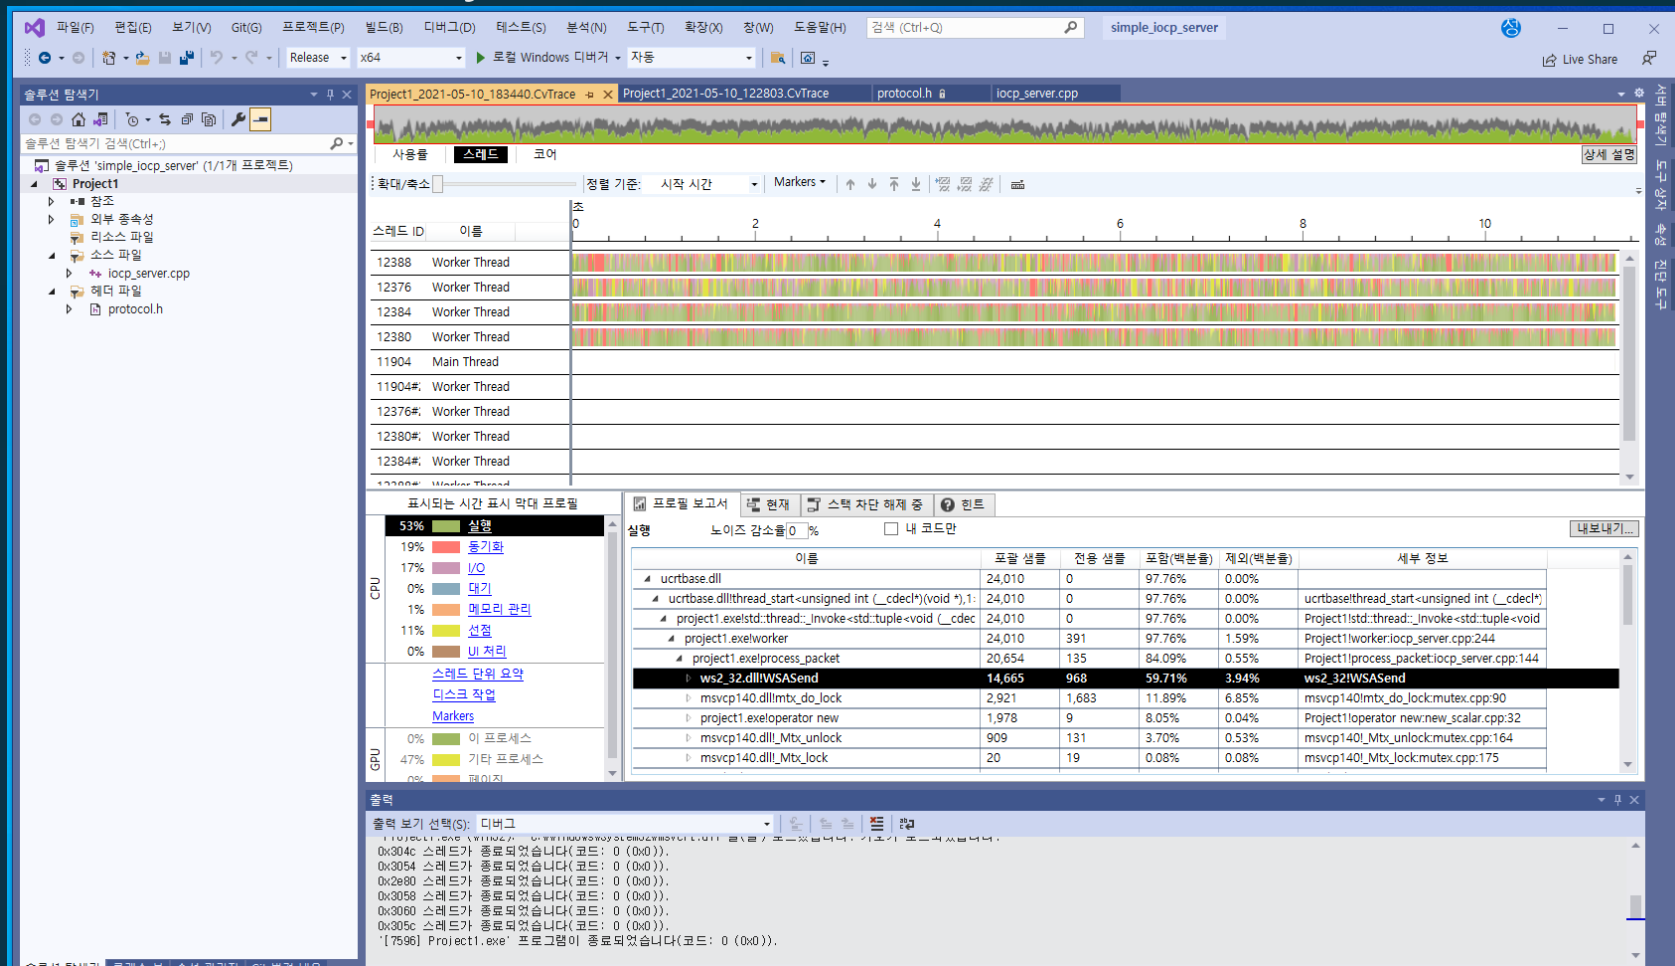 파일(F) 편집(E) 보기(V) Git(G) 프로젝트(P) 빌드(B) 디버그(D) 테스트(S) 분석(N) 도구(T) 확장(X) 창(W) 도움말(H) 검색 (Ctrl+Q) simple_iocp_server 성
Release x64 로컬 Windows 디버거 자동 Live Share
솔루션 탐색기
솔루션 탐색기 검색(Ctrl+;)
솔루션 'simple_iocp_server' (1/1개 프로젝트)
Project1
참조
외부 종속성
리소스 파일
소스 파일
iocp_server.cpp
헤더 파일
protocol.h
Project1_2021-05-10_183440.CvTrace Project1_2021-05-10_122803.CvTrace protocol.h iocp_server.cpp
사용률 스레드 코어 상세 설명
확대/축소 정렬 기준: 시작 시간 Markers
초
스레드 ID 이름 0 2 4 6 8 10
12388 Worker Thread
12376 Worker Thread
12384 Worker Thread
12380 Worker Thread
11904 Main Thread
11904#; Worker Thread
12376#; Worker Thread
12380#; Worker Thread
12384#; Worker Thread
12388#; Worker Thread
표시되는 시간 표시 막대 프로필
CPU
53% 실행
19% 동기화
17% I/O
0% 대기
1% 메모리 관리
11% 선점
0% UI 처리
스레드 단위 요약
디스크 작업
Markers
GPU
0% 이 프로세스
47% 기타 프로세스
0% 페이징
프로필 보고서 현재 스택 차단 해제 중 힌트
실행 노이즈 감소율 0 % 내 코드만 내보내기...
이름 포괄 샘플 전용 샘플 포함(백분율) 제외(백분율) 세부 정보
ucrtbase.dll 24,010 0 97.76% 0.00%
ucrtbase.dll!thread_start<unsigned int (__cdecl*)(void *),1: 24,010 0 97.76% 0.00% ucrtbase!thread_start<unsigned int (__cdecl*)
project1.exe!std::thread::_Invoke<std::tuple<void (__cdec 24,010 0 97.76% 0.00% Project1!std::thread::_Invoke<std::tuple<void
project1.exe!worker 24,010 391 97.76% 1.59% Project1!worker:iocp_server.cpp:244
project1.exe!process_packet 20,654 135 84.09% 0.55% Project1!process_packet:iocp_server.cpp:144
ws2_32.dll!WSASend 14,665 968 59.71% 3.94% ws2_32!WSASend
msvcp140.dll!mtx_do_lock 2,921 1,683 11.89% 6.85% msvcp140!mtx_do_lock:mutex.cpp:90
project1.exe!operator new 1,978 9 8.05% 0.04% Project1!operator new:new_scalar.cpp:32
msvcp140.dll!_Mtx_unlock 909 131 3.70% 0.53% msvcp140!_Mtx_unlock:mutex.cpp:164
msvcp140.dll!_Mtx_lock 20 19 0.08% 0.08% msvcp140!_Mtx_lock:mutex.cpp:175
출력
출력 보기 선택(S): 디버그
0x304c 스레드가 종료되었습니다(코드: 0 (0x0)).
0x3054 스레드가 종료되었습니다(코드: 0 (0x0)).
0x2e80 스레드가 종료되었습니다(코드: 0 (0x0)).
0x3058 스레드가 종료되었습니다(코드: 0 (0x0)).
0x3060 스레드가 종료되었습니다(코드: 0 (0x0)).
0x305c 스레드가 종료되었습니다(코드: 0 (0x0)).
'[7596] Project1.exe' 프로그램이 종료되었습니다(코드: 0 (0x0)).
서버 탐색기
도구 상자
속성
진단 도구